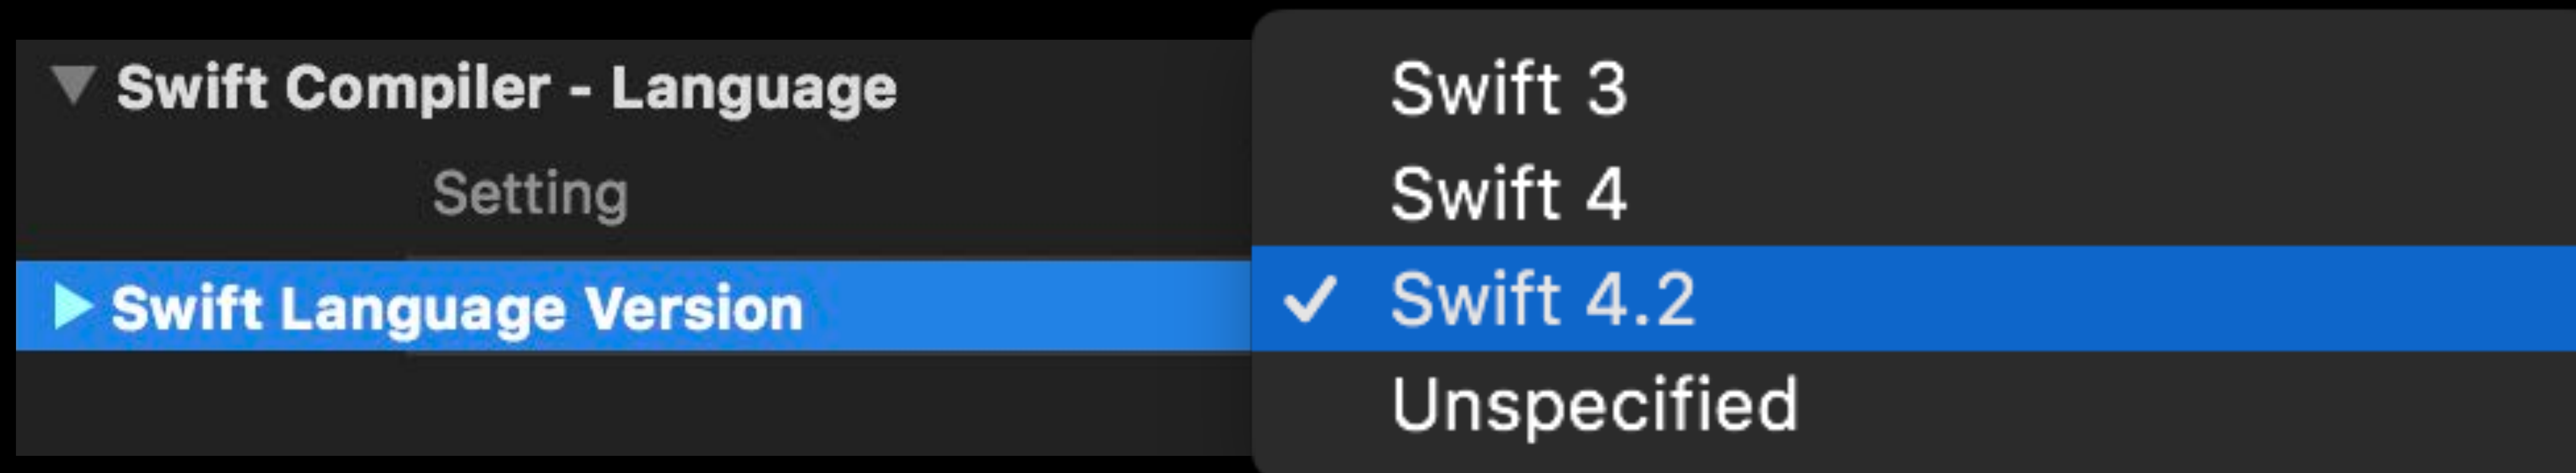 Swift Compiler - Language
Setting
Swift Language Version
Swift 3
Swift 4
Swift 4.2
Unspecified